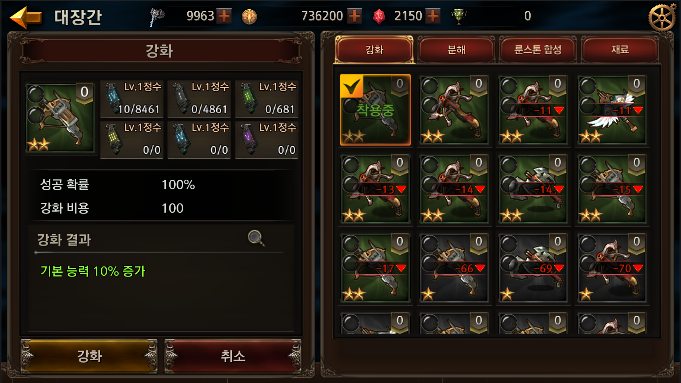 대장간
9963
736200
2150
0
강화
Lv.1정수 Lv.1정수 Lv.1정수
0
10/8461 0/4861 0/681
Lv.1정수 Lv.1정수 Lv.1정수
0/0 0/0 0/0
성공 확률 100%
강화 비용 100
강화 결과
기본 능력 10% 증가
강화 취소
강화 분해 룬스톤 합성 재료
0 0 0 0
착용중 -11 -11
0 0 0 0
-13 -14 -14 -15
0 0 0 0
-17 -66 -69 -70
0 0 0 0